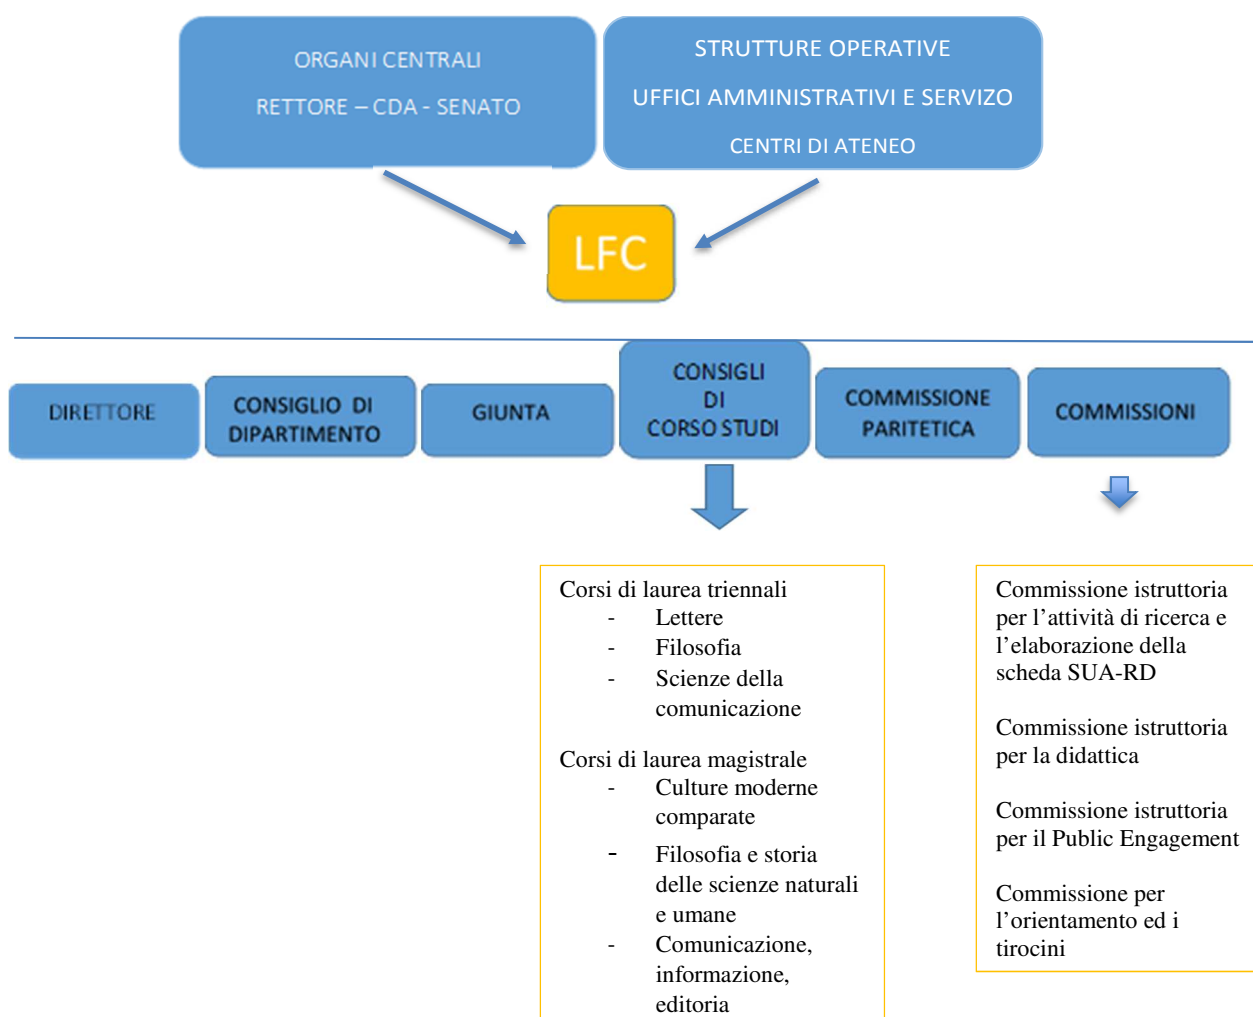 ORGANI CENTRALI
RETTORE – CDA - SENATO
STRUTTURE OPERATIVE
UFFICI AMMINISTRATIVI E SERVIZO
CENTRI DI ATENEO
LFC
DIRETTORE
CONSIGLIO DI
DIPARTIMENTO
GIUNTA
CONSIGLI
DI
CORSO STUDI
COMMISSIONE
PARITETICA
COMMISSIONI
Corsi di laurea triennali
- Lettere
- Filosofia
- Scienze della
comunicazione
Corsi di laurea magistrale
- Culture moderne
comparate
- Filosofia e storia
delle scienze naturali
e umane
- Comunicazione,
informazione,
editoria
Commissione istruttoria
per l’attività di ricerca e
l’elaborazione della
scheda SUA-RD
Commissione istruttoria
per la didattica
Commissione istruttoria
per il Public Engagement
Commissione per
l’orientamento ed i
tirocini